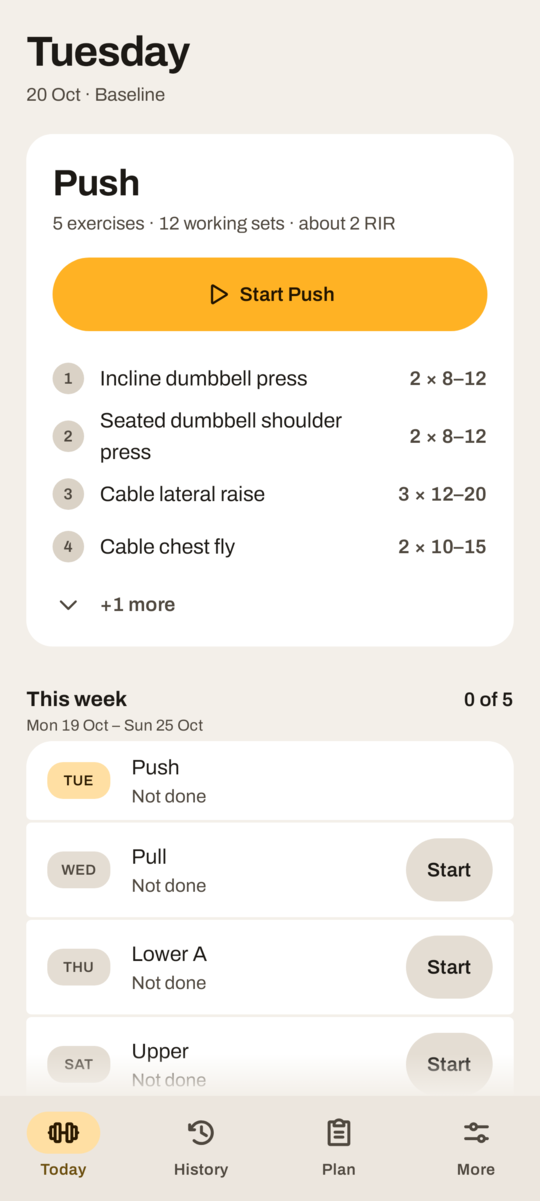 Tuesday
20 Oct · Baseline
Push
5 exercises · 12 working sets · about 2 RIR
Start Push
1 Incline dumbbell press 2 × 8–12
2 Seated dumbbell shoulder press 2 × 8–12
3 Cable lateral raise 3 × 12–20
4 Cable chest fly 2 × 10–15
+1 more
This week 0 of 5
Mon 19 Oct – Sun 25 Oct
TUE Push
Not done
WED Pull
Not done
Start
THU Lower A
Not done
Start
SAT Upper
Not done
Start
Today History Plan More